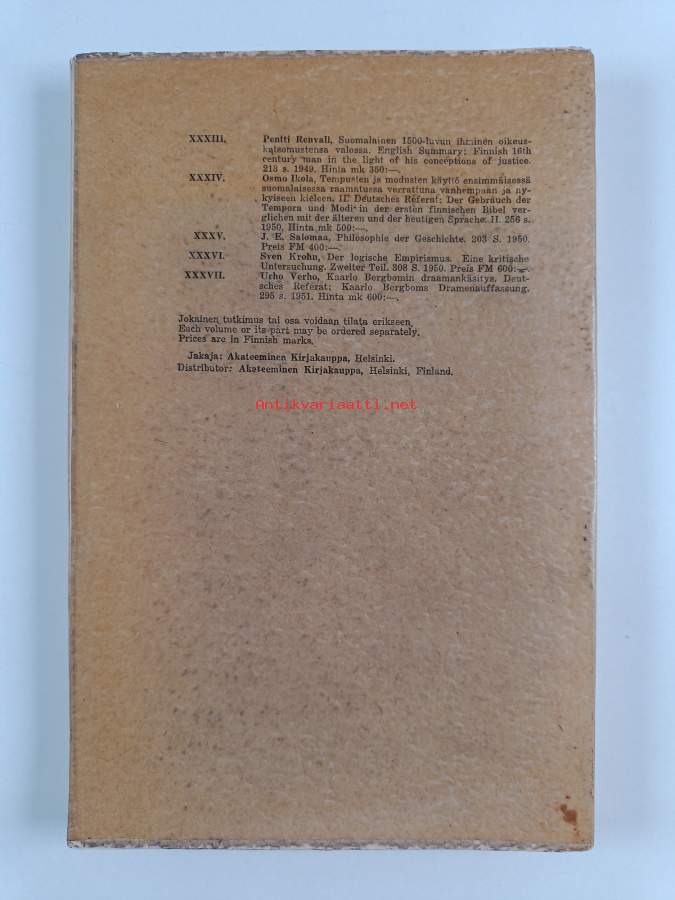 XXXIII. Pentti Renvall, Suomalainen 1500-luvun ihminen oikeus-
katsomustensa valossa. English Summary: Finnish 16th
century man in the light of his conceptions of justice.
213 s. 1949. Hinta mk 350:—.
XXXIV. Osmo Ikola, Tempusten ja modusten käyttö ensimmäisessä
suomalaisessa raamatussa verrattuna vanhempaan ja ny-
kyiseen kieleen. II. Deutsches Referat: Der Gebrauch der
Tempora und Modi in der ersten finnischen Bibel ver-
glichen mit der älteren und der heutigen Sprache. II. 256 s.
1950. Hinta mk 500:—.
XXXV. J. E. Salomaa, Philosophie der Geschichte. 203 S. 1950.
Preis FM 400:—.
XXXVI. Sven Krohn, Der logische Empirismus. Eine kritische
Untersuchung. Zweiter Teil. 308 S. 1950. Preis FM 600:—.
XXXVII. Urho Verho, Kaarlo Bergbomin draamankäsitys. Deut-
sches Referat: Kaarlo Bergboms Dramenauffassung.
295 s. 1951. Hinta mk 600:—.
Jokainen tutkimus tai osa voidaan tilata erikseen.
Each volume or its part may be ordered separately.
Prices are in Finnish marks.
Jakaja: Akateeminen Kirjakauppa, Helsinki.
Distributor: Akateeminen Kirjakauppa, Helsinki, Finland.
Antikvariaatti.net